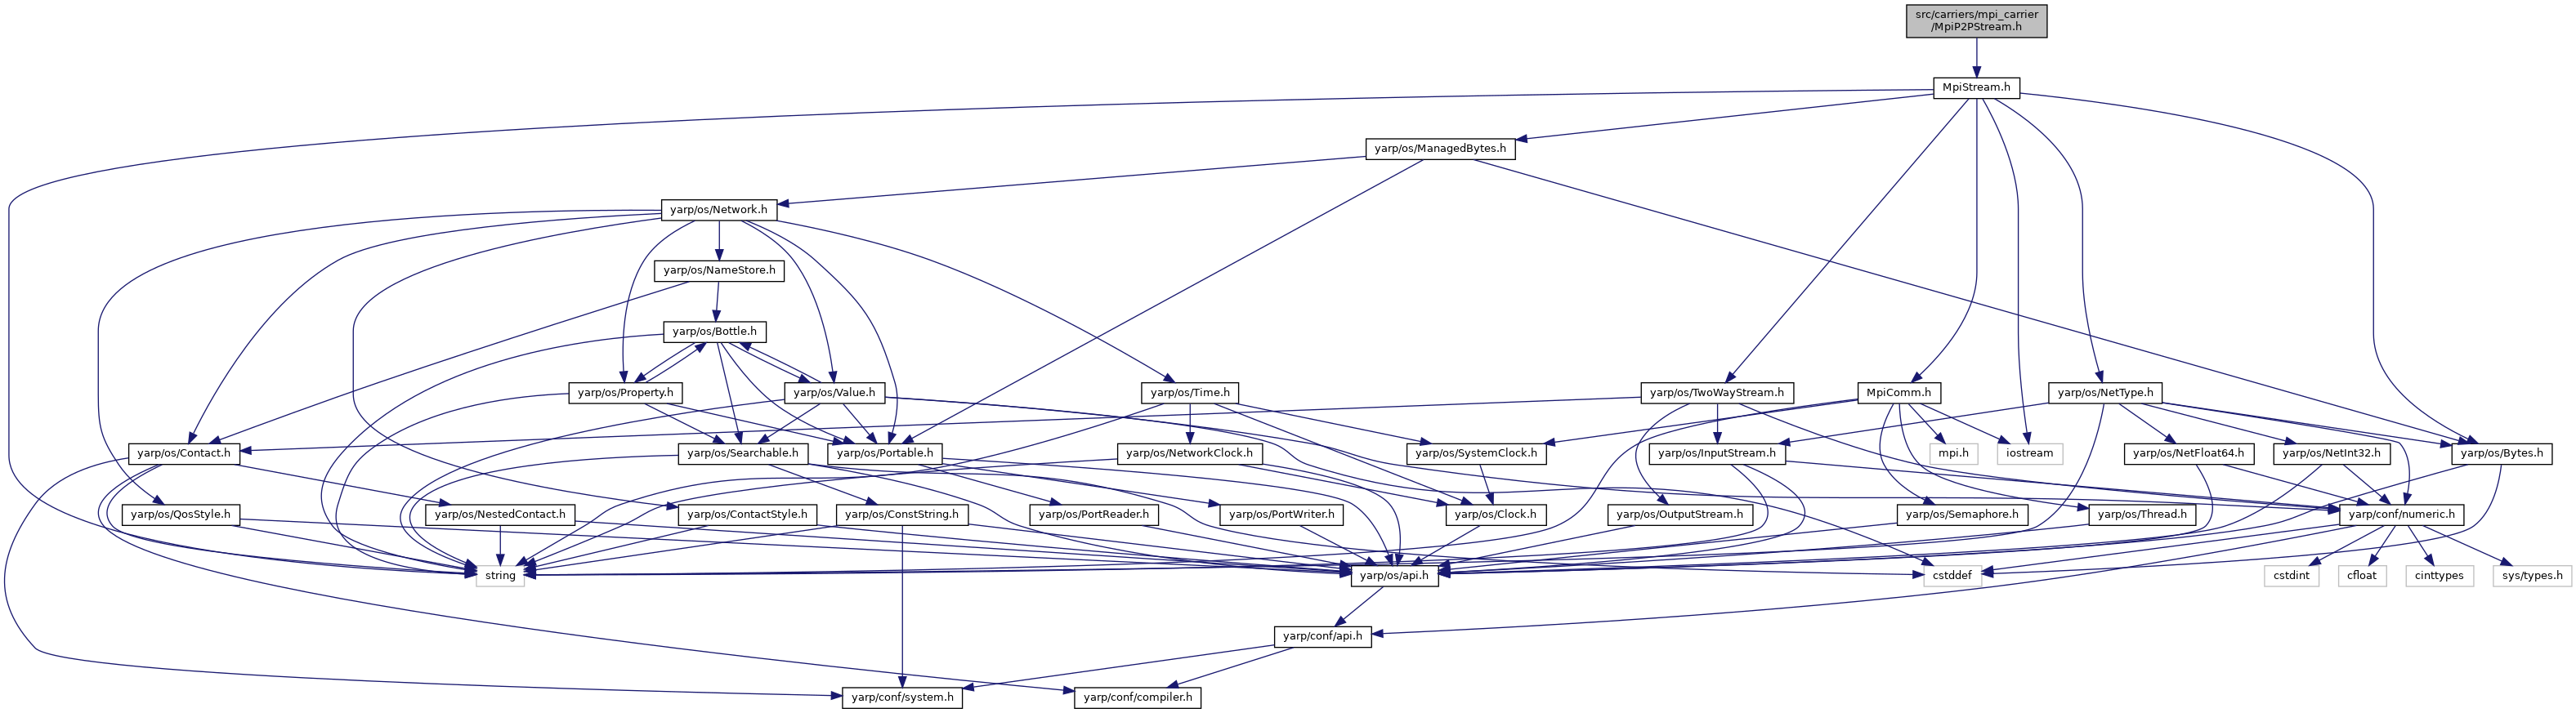 src/carriers/mpi_carrier
/MpiP2PStream.h
MpiStream.h
yarp/os/ManagedBytes.h
yarp/os/Network.h
yarp/os/NameStore.h
yarp/os/Bottle.h
yarp/os/Property.h
yarp/os/Value.h
yarp/os/Time.h
yarp/os/TwoWayStream.h
MpiComm.h
yarp/os/NetType.h
yarp/os/Contact.h
yarp/os/Searchable.h
yarp/os/Portable.h
yarp/os/NetworkClock.h
yarp/os/SystemClock.h
yarp/os/InputStream.h
mpi.h
iostream
yarp/os/NetFloat64.h
yarp/os/NetInt32.h
yarp/os/Bytes.h
yarp/os/QosStyle.h
yarp/os/NestedContact.h
yarp/os/ContactStyle.h
yarp/os/ConstString.h
yarp/os/PortReader.h
yarp/os/PortWriter.h
yarp/os/Clock.h
yarp/os/OutputStream.h
yarp/os/Semaphore.h
yarp/os/Thread.h
yarp/conf/numeric.h
string
yarp/os/api.h
cstddef
cstdint
cfloat
cinttypes
sys/types.h
yarp/conf/api.h
yarp/conf/system.h
yarp/conf/compiler.h